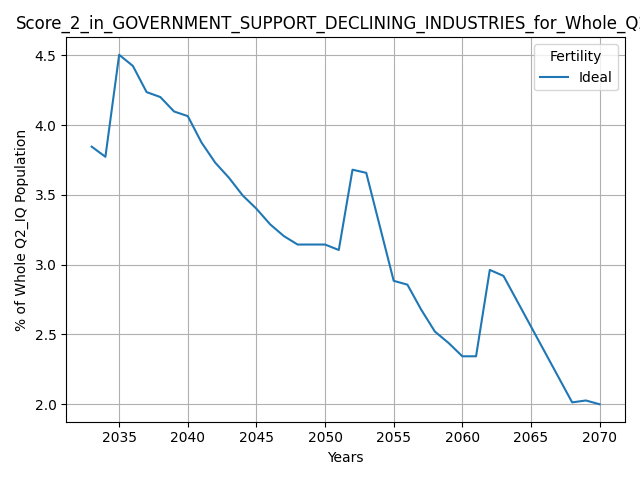 Score_2_in_GOVERNMENT_SUPPORT_DECLINING_INDUSTRIES_for_Whole_Q
Fertility
Ideal
% of Whole Q2_IQ Population
4.5
4.0
3.5
3.0
2.5
2.0
2035 2040 2045 2050 2055 2060 2065 2070
Years